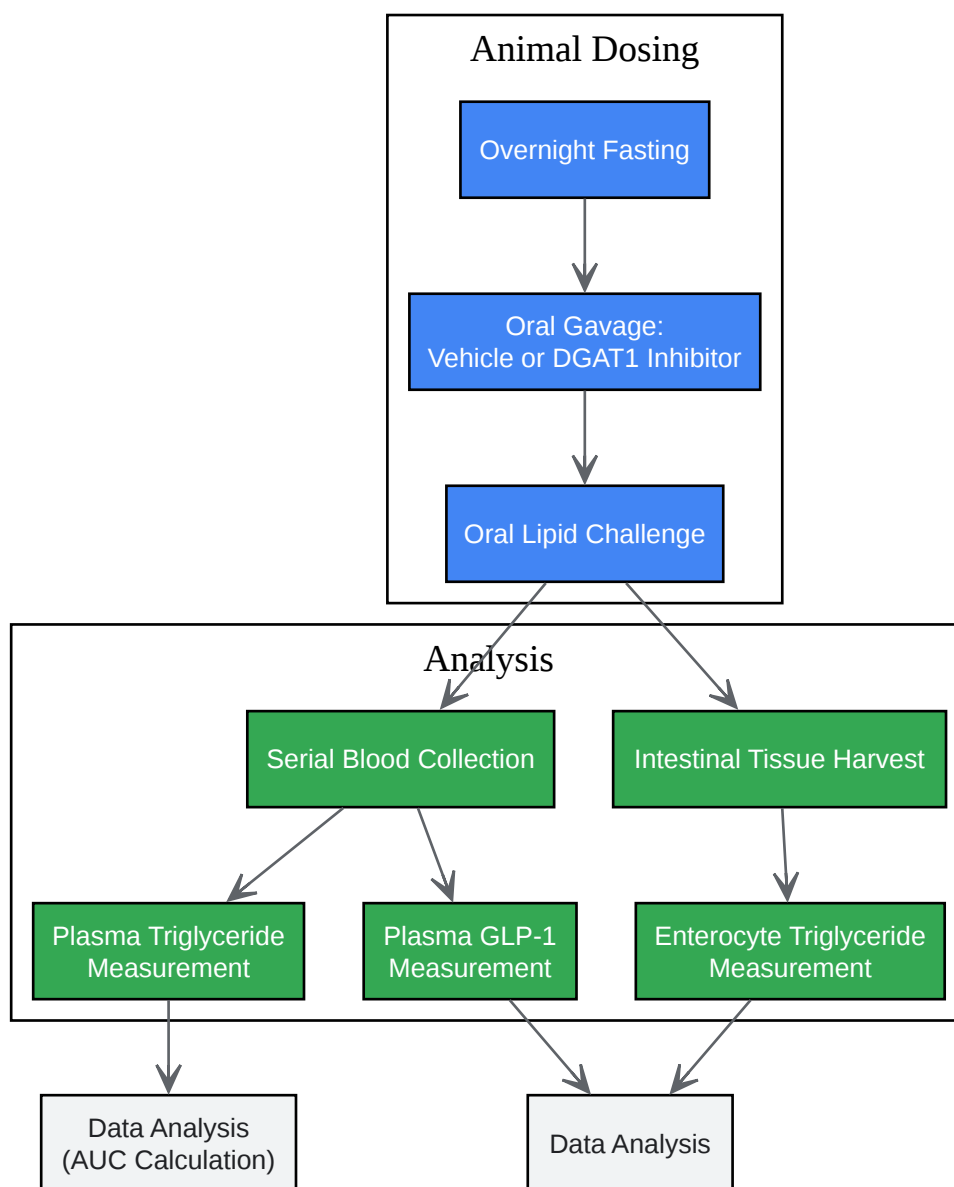 Animal Dosing
Overnight Fasting
Oral Gavage:
Vehicle or DGAT1 Inhibitor
Oral Lipid Challenge
Analysis
Serial Blood Collection
Intestinal Tissue Harvest
Plasma Triglyceride
Measurement
Plasma GLP-1
Measurement
Enterocyte Triglyceride
Measurement
Data Analysis
(AUC Calculation)
Data Analysis